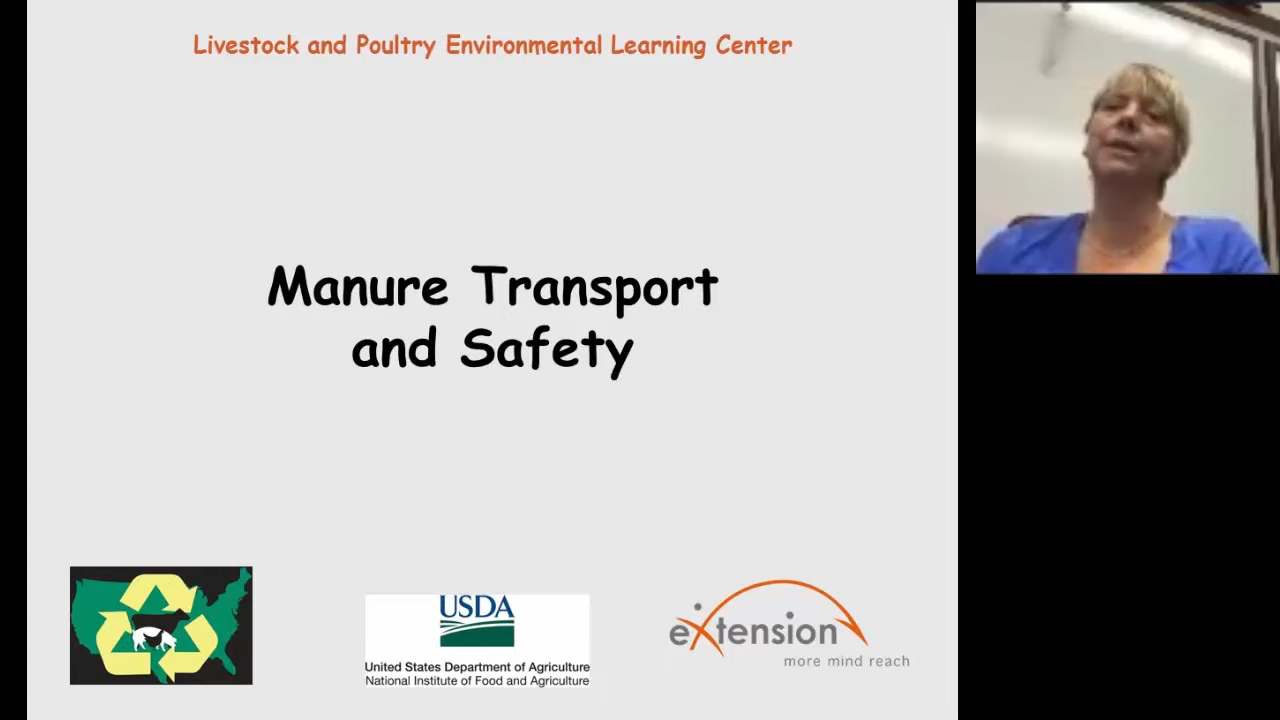 Livestock and Poultry Environmental Learning Center
Manure Transport
and Safety
USDA
United States Department of Agriculture
National Institute of Food and Agriculture
eXtension
more mind reach